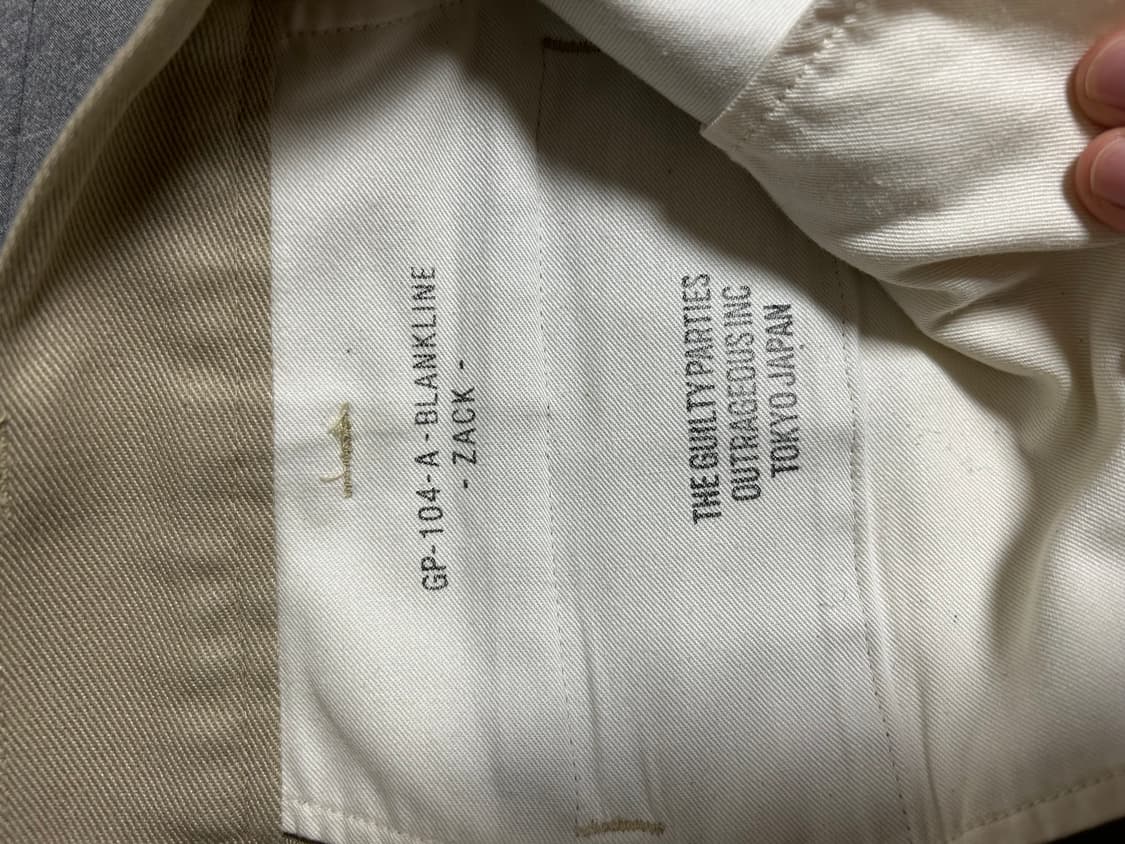 GP-104-A-BLANKLINE
- ZACK -
THE GUILTY PARTIES
OUTRAGEOUS INC
TOKYO JAPAN